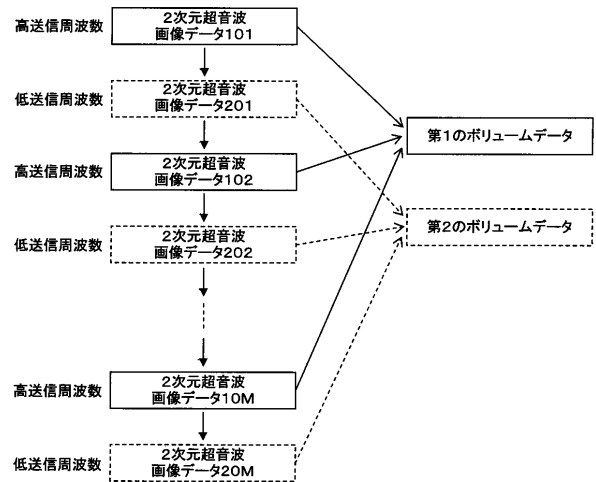 高送信周波数
2次元超音波
画像データ101
低送信周波数
2次元超音波
画像データ201
第1のボリュームデータ
高送信周波数
2次元超音波
画像データ102
第2のボリュームデータ
低送信周波数
2次元超音波
画像データ202
高送信周波数
2次元超音波
画像データ10M
低送信周波数
2次元超音波
画像データ20M